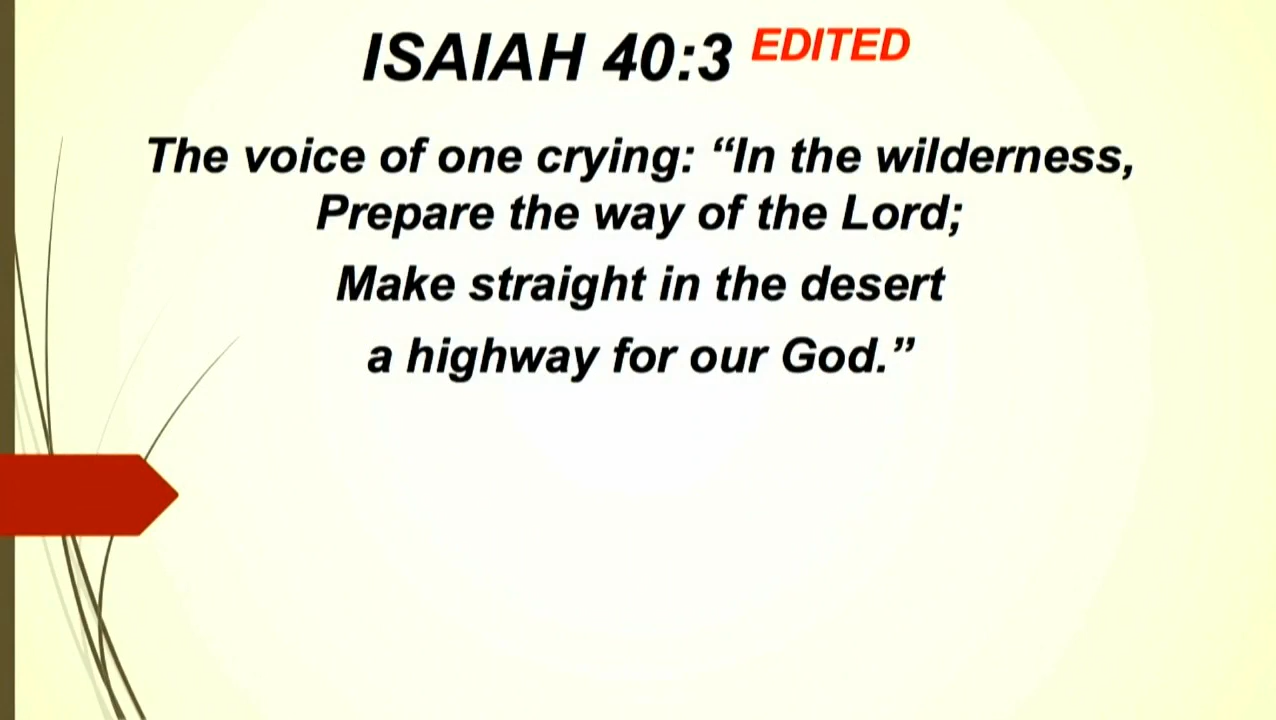 ISAIAH 40:3 EDITED
The voice of one crying: “In the wilderness,
Prepare the way of the Lord;
Make straight in the desert
a highway for our God.”